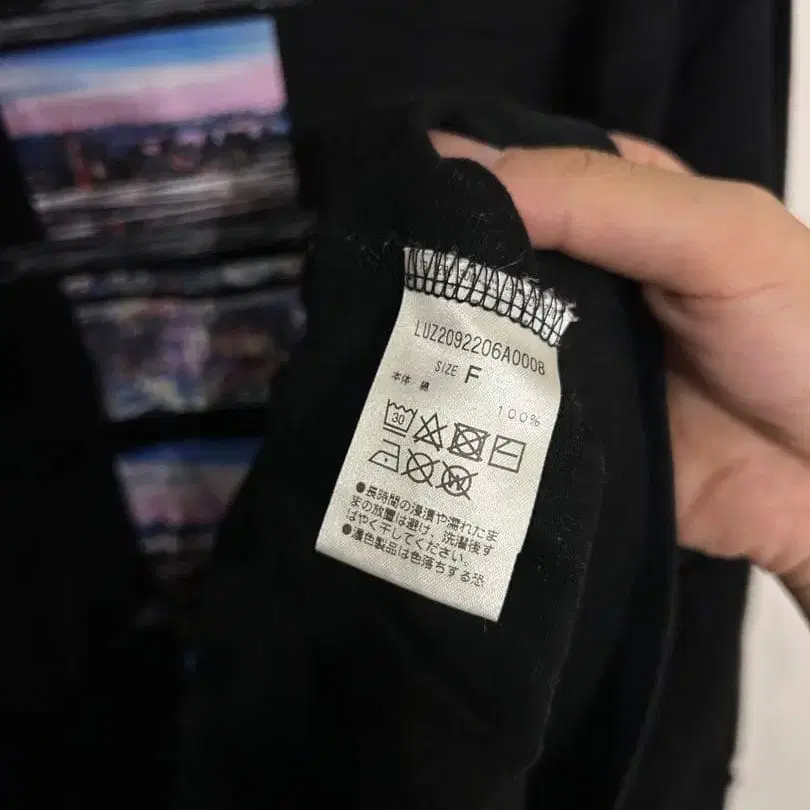 LUZ2092206A0008
SIZE F
本体 綿 100%
30
W
●長時間の浸漬や濡れたま
まの放置は避け、洗濯後す
ばやく干してください。
●濃色製品は色落ちする恐